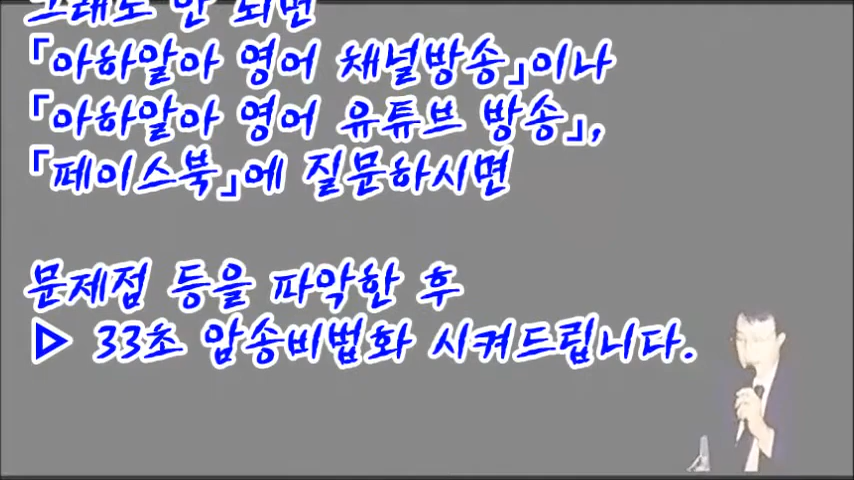 그래도 안 되면
「아하알아 영어 채널방송」이나
「아하알아 영어 유튜브 방송」,
「페이스북」에 질문하시면
문제점 등을 파악한 후
▷ 33초 암송비법화 시켜드립니다.